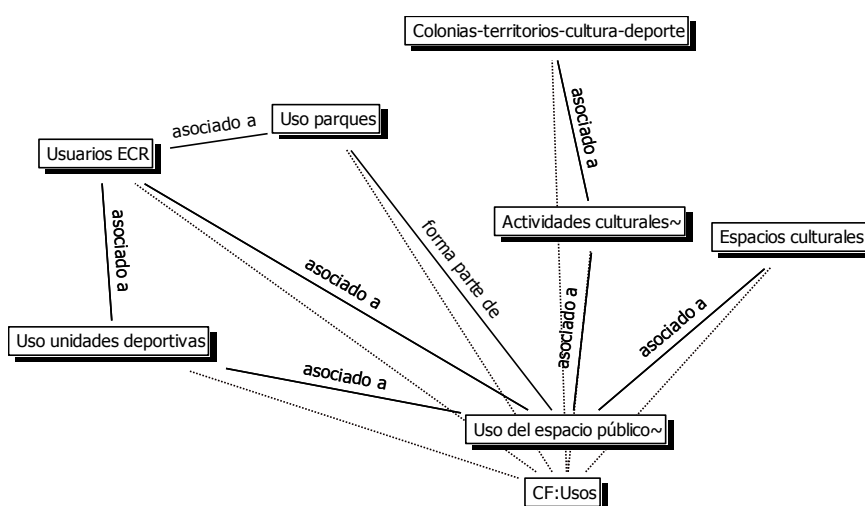 Colonias-territorios-cultura-deporte
asociado a
Uso parques
asociado a
Usuarios ECR
Actividades culturales~
Espacios culturales
asociado a
forma parte de
asociado a
asociado a
asociado a
Uso unidades deportivas
asociado a
Uso del espacio público~
CF:Usos